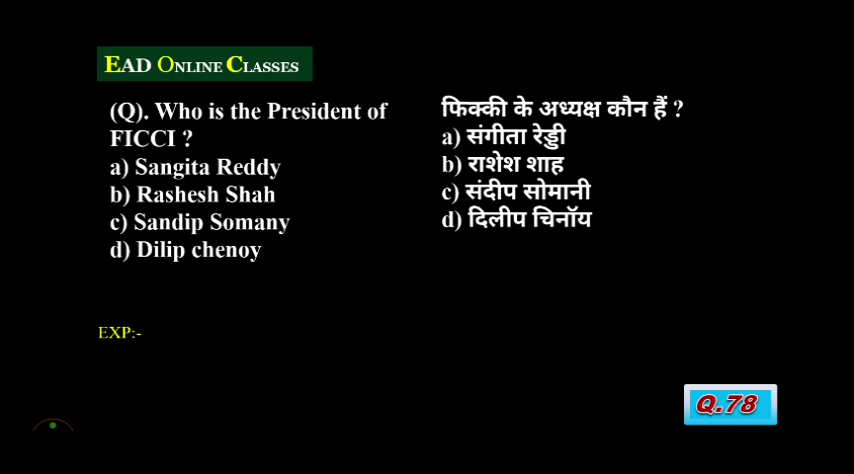 EAD ONLINE CLASSES
(Q). Who is the President of
FICCI ?
a) Sangita Reddy
b) Rashesh Shah
c) Sandip Somany
d) Dilip chenoy
फिक्की के अध्यक्ष कौन हैं ?
a) संगीता रेड्डी
b) राशेश शाह
c) संदीप सोमानी
d) दिलीप चिनॉय
EXP:-
Q.78